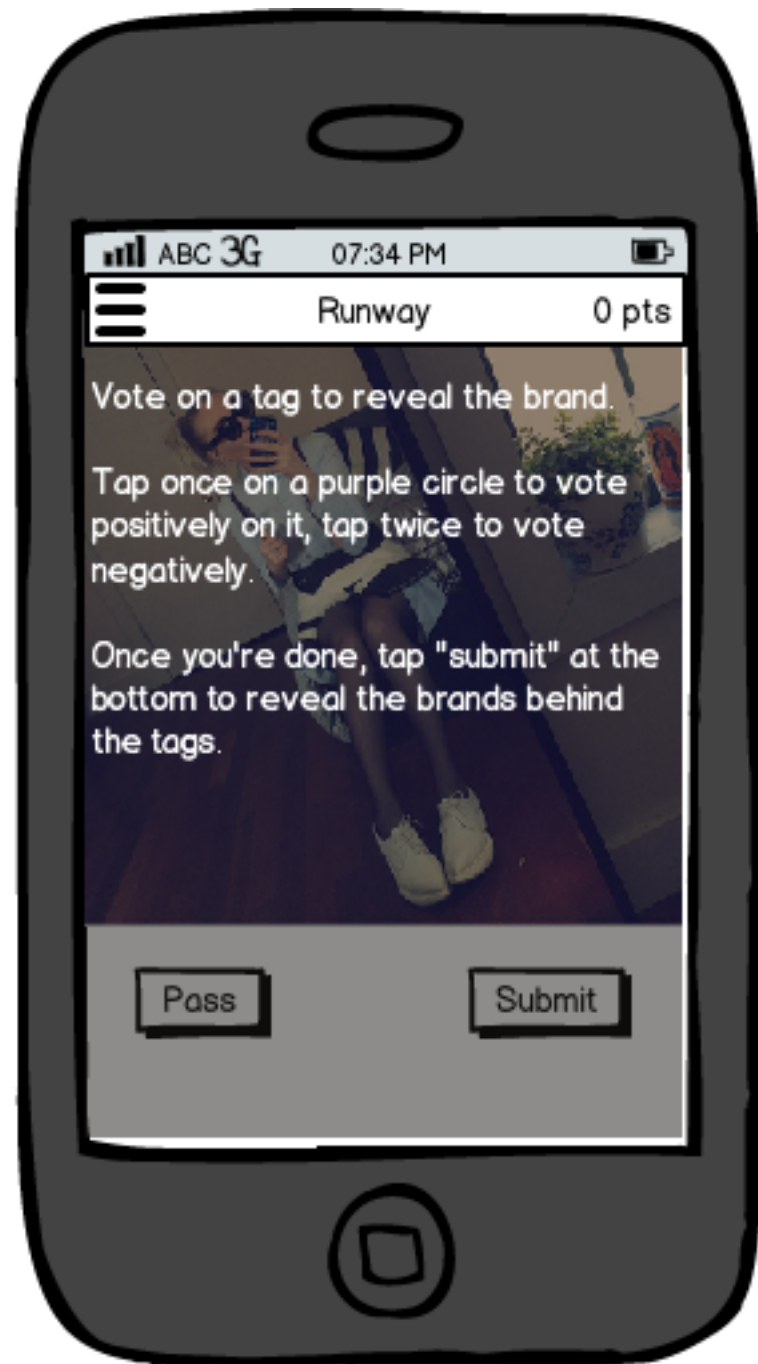 ABC 3G 07:34 PM
Runway 0 pts
Vote on a tag to reveal the brand.
Tap once on a purple circle to vote
positively on it, tap twice to vote
negatively.
Once you're done, tap "submit" at the
bottom to reveal the brands behind
the tags.
Pass Submit